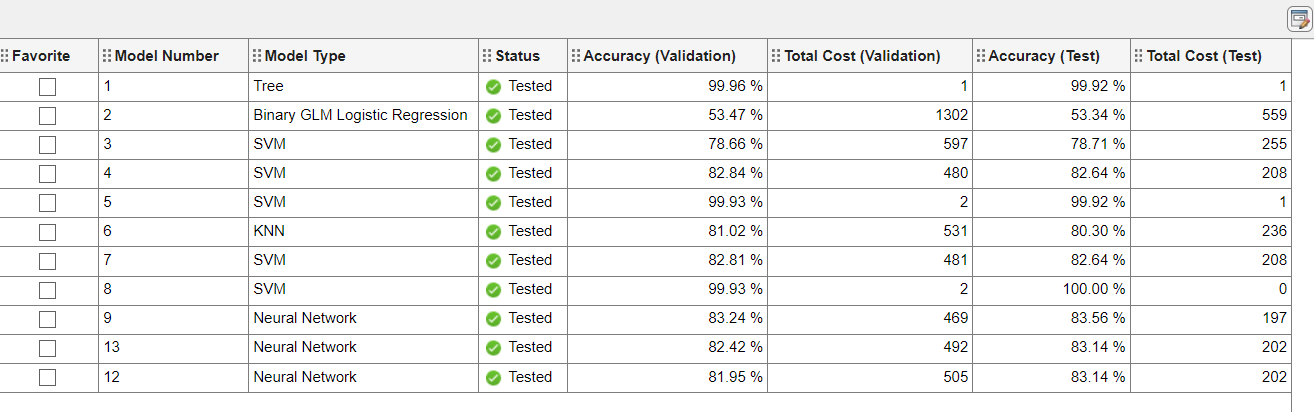 Favorite Model Number Model Type Status Accuracy (Validation) Total Cost (Validation) Accuracy (Test) Total Cost (Test)
1 Tree Tested 99.96 % 1 99.92 % 1
2 Binary GLM Logistic Regression Tested 53.47 % 1302 53.34 % 559
3 SVM Tested 78.66 % 597 78.71 % 255
4 SVM Tested 82.84 % 480 82.64 % 208
5 SVM Tested 99.93 % 2 99.92 % 1
6 KNN Tested 81.02 % 531 80.30 % 236
7 SVM Tested 82.81 % 481 82.64 % 208
8 SVM Tested 99.93 % 2 100.00 % 0
9 Neural Network Tested 83.24 % 469 83.56 % 197
13 Neural Network Tested 82.42 % 492 83.14 % 202
12 Neural Network Tested 81.95 % 505 83.14 % 202